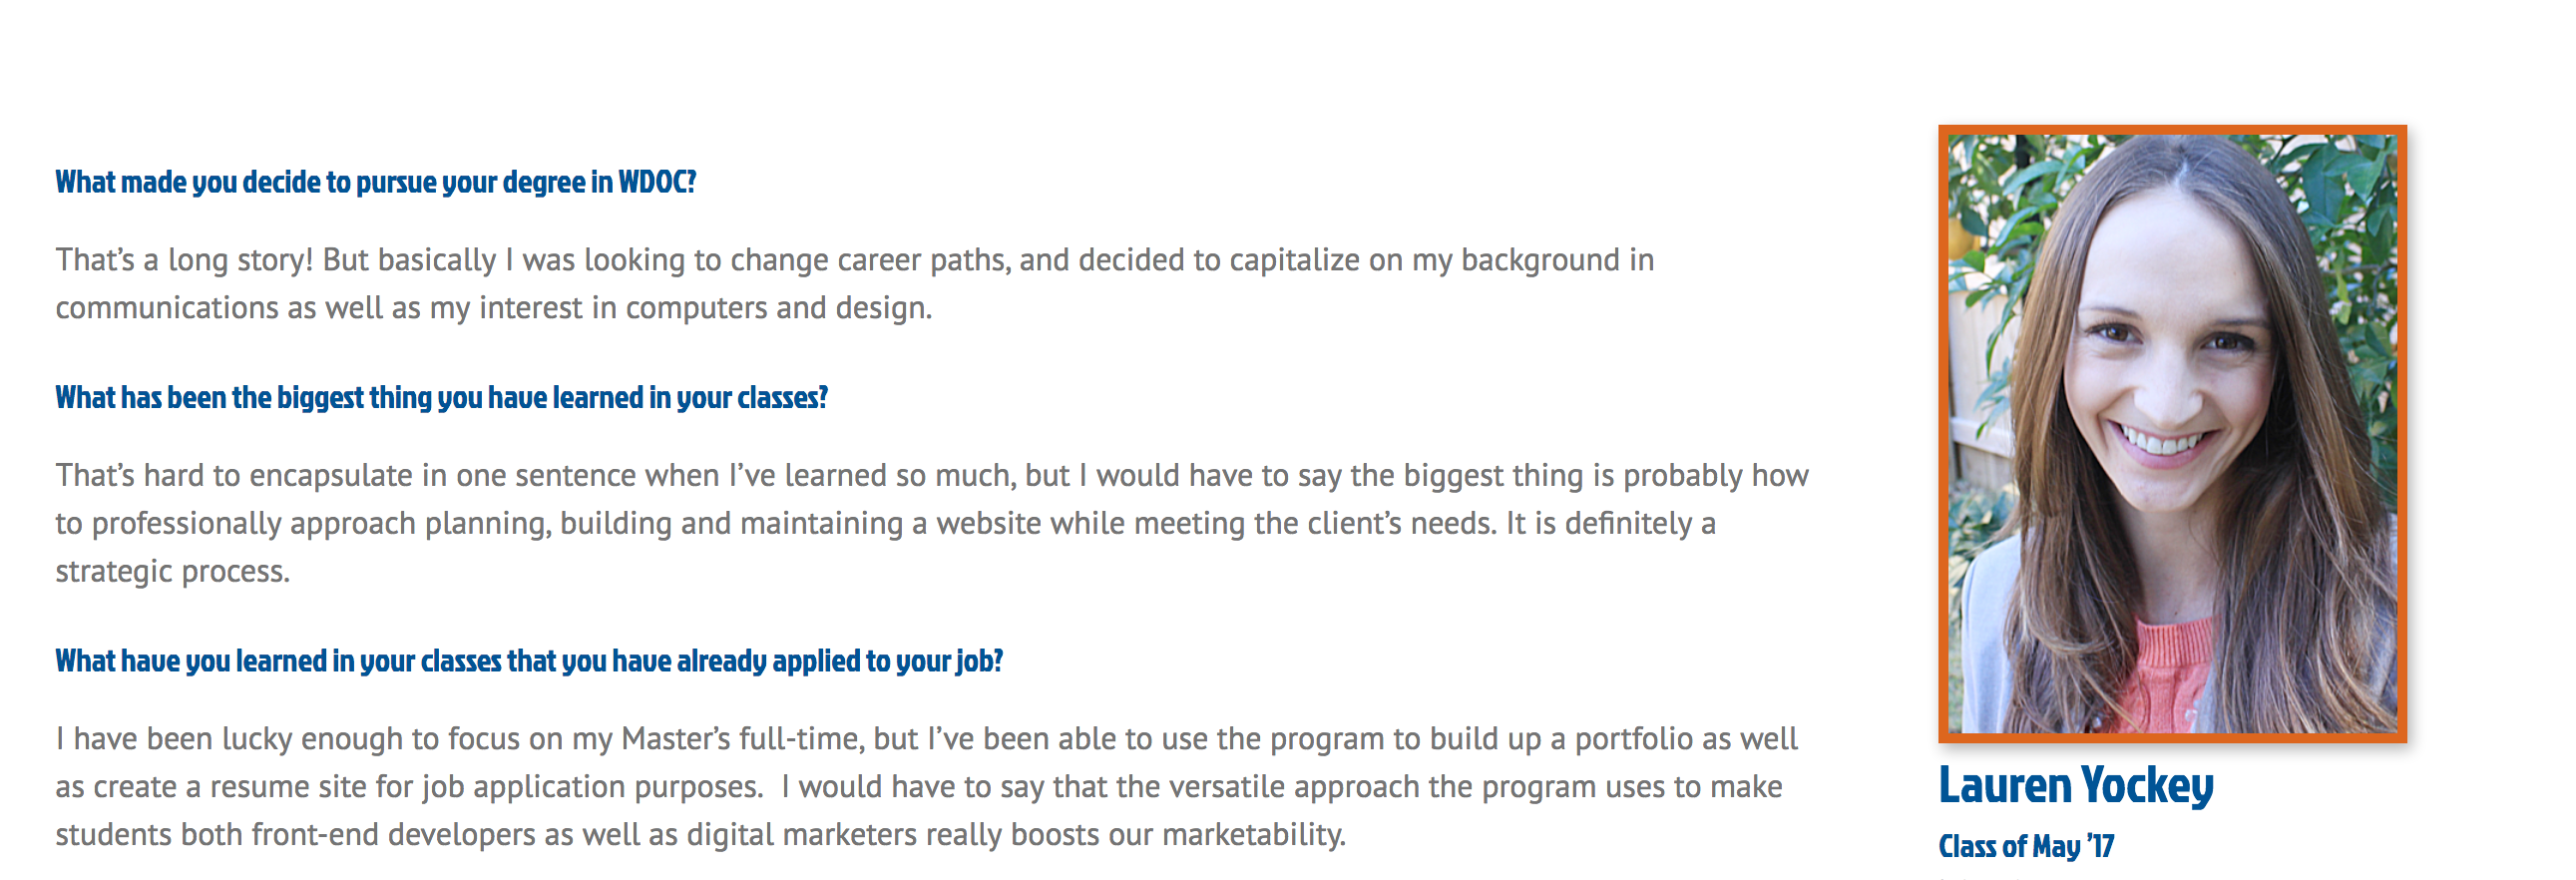 What made you decide to pursue your degree in WDOC?
That’s a long story! But basically I was looking to change career paths, and decided to capitalize on my background in
communications as well as my interest in computers and design.
What has been the biggest thing you have learned in your classes?
That’s hard to encapsulate in one sentence when I’ve learned so much, but I would have to say the biggest thing is probably how
to professionally approach planning, building and maintaining a website while meeting the client’s needs. It is definitely a
strategic process.
What have you learned in your classes that you have already applied to your job?
I have been lucky enough to focus on my Master’s full-time, but I’ve been able to use the program to build up a portfolio as well
as create a resume site for job application purposes.  I would have to say that the versatile approach the program uses to make
students both front-end developers as well as digital marketers really boosts our marketability.
Lauren Yockey
Class of May ’17